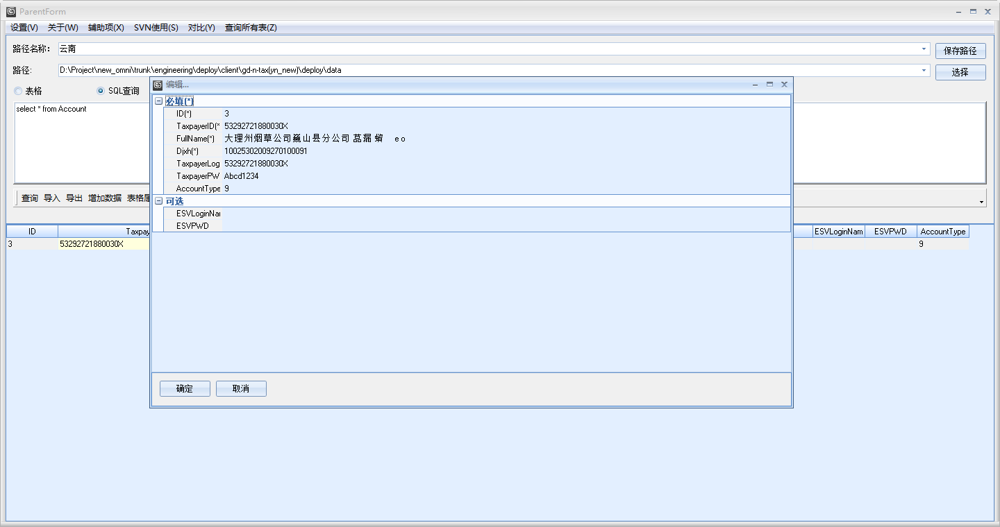 ParentForm
设置(V) 关于(W) 辅助项(X) SVN使用(S) 对比(Y) 查询所有表(Z)
路径名称: 云南 保存路径
路径: D:\Project\new_omni\trunk\engineering\deploy\client\gd-n-tax(yn_new)\deploy\data 选择
表格 SQL查询
select * from Account
查询 导入 导出 增加数据 表格属
ID Taxpay ESVLoginNam ESVPWD AccountType
3 53292721880030X 9
编辑...
必填(*)
ID(*) 3
TaxpayerID(* 53292721880030X
FullName(*) 大理州烟草公司巍山县分公司 e o
Djxh(*) 10025302009270100091
TaxpayerLog 53292721880030X
TaxpayerPW Abcd1234
AccountType 9
可选
ESVLoginNar
ESVPWD
确定 取消